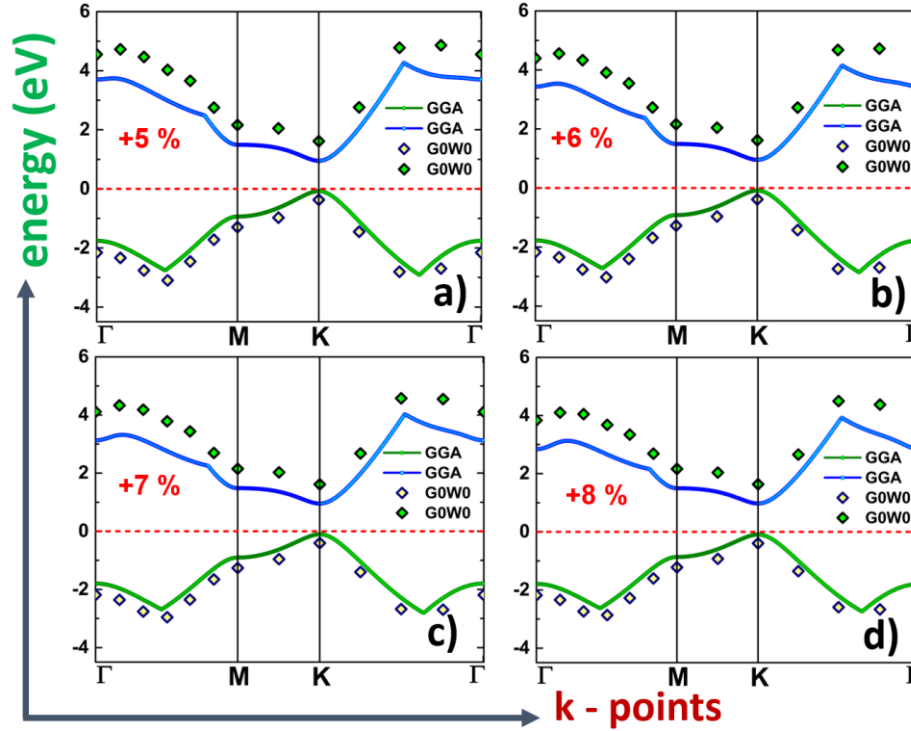 energy (eV)
6
4
2
0
-2
-4
+5 %
GGA
GGA
G0W0
G0W0
a)
Γ
M
K
Γ
6
4
2
0
-2
-4
+6 %
GGA
GGA
G0W0
G0W0
b)
Γ
M
K
6
4
2
0
-2
-4
+7 %
GGA
GGA
G0W0
G0W0
c)
Γ
M
K
Γ
6
4
2
0
-2
-4
+8 %
GGA
GGA
G0W0
G0W0
d)
Γ
M
K
k - points